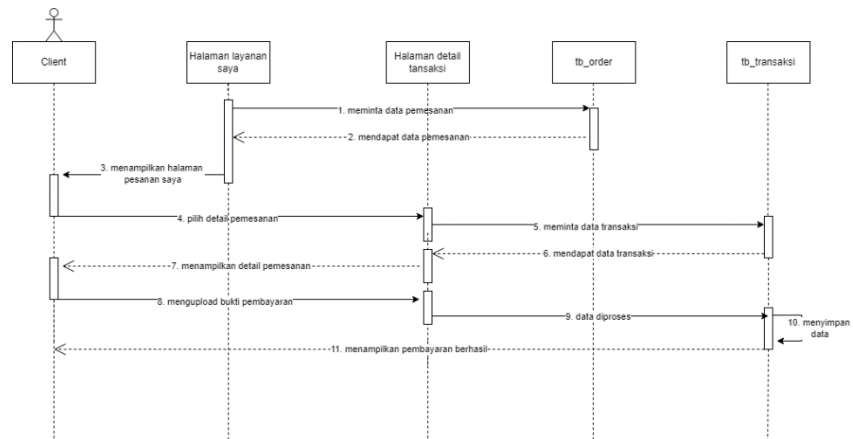 Client
Halaman layanan
saya
Halaman detail
tansaksi
tb_order
tb_transaksi
1. meminta data pemesanan
2. mendapat data pemesanan
3. menampilkan halaman
pesanan saya
4. pilih detail pemesanan
5. meminta data transaksi
6. mendapat data transaksi
7. menampilkan detail pemesanan
8. mengupload bukti pembayaran
9. data diproses
10. menyimpan
data
11. menampilkan pembayaran berhasil